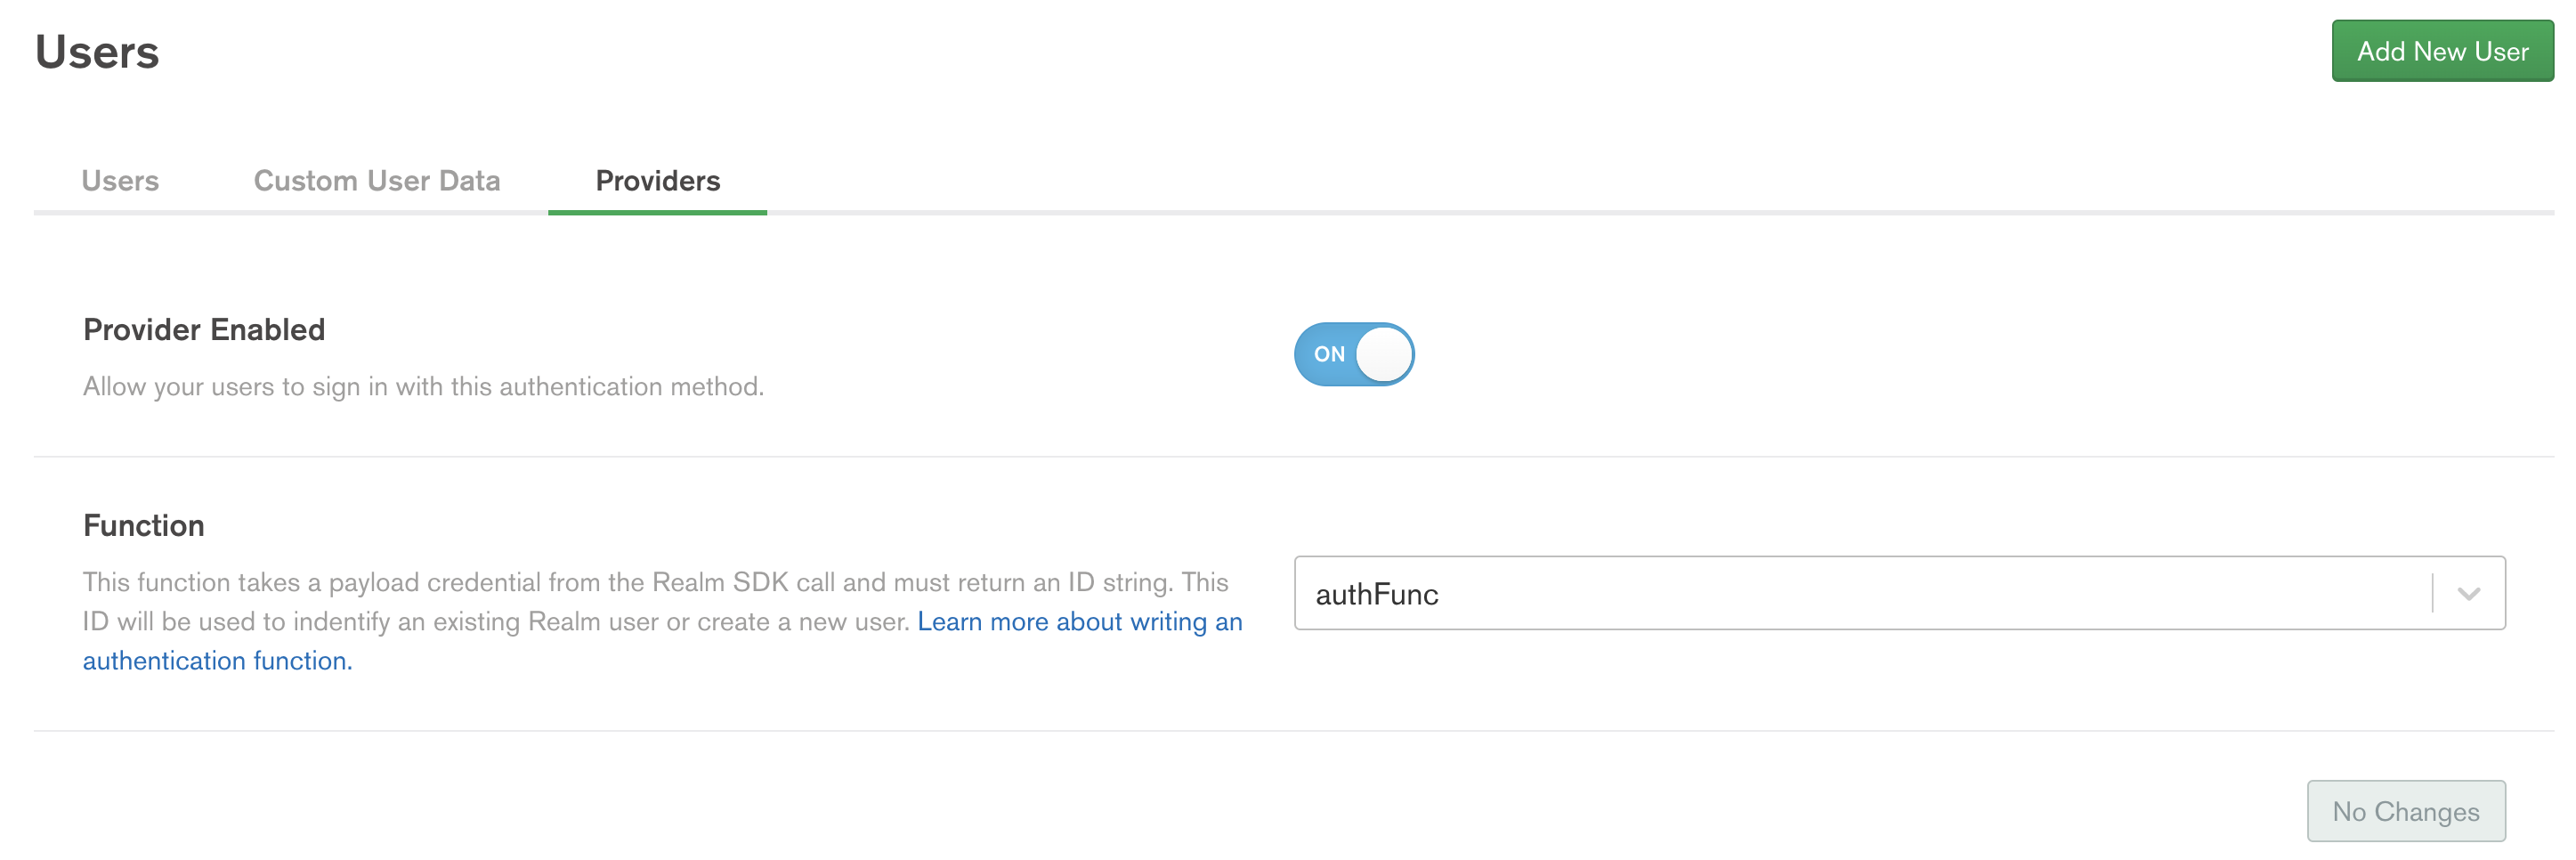 Users
Add New User
Users
Custom User Data
Providers
Provider Enabled
Allow your users to sign in with this authentication method.
ON
Function
This function takes a payload credential from the Realm SDK call and must return an ID string. This
ID will be used to indentify an existing Realm user or create a new user. Learn more about writing an
authentication function.
authFunc
No Changes